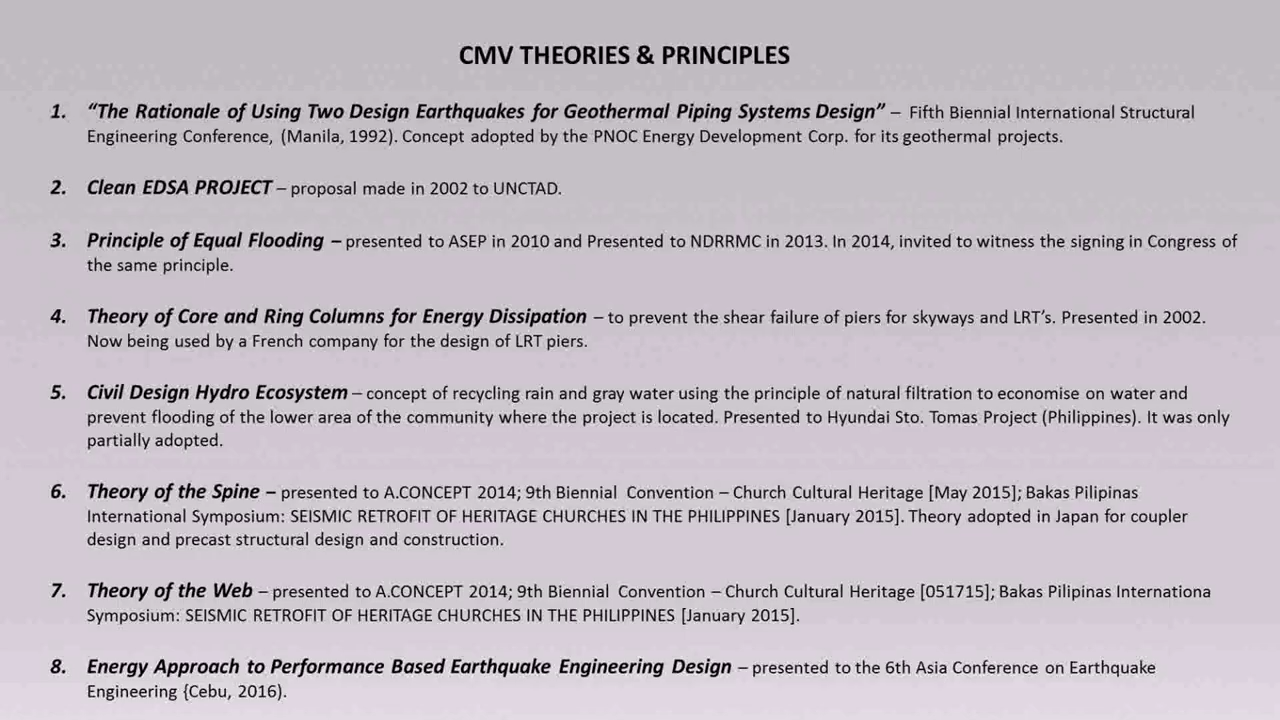 CMV THEORIES & PRINCIPLES
1. “The Rationale of Using Two Design Earthquakes for Geothermal Piping Systems Design” – Fifth Biennial International Structural
Engineering Conference, (Manila, 1992). Concept adopted by the PNOC Energy Development Corp. for its geothermal projects.
2. Clean EDSA PROJECT – proposal made in 2002 to UNCTAD.
3. Principle of Equal Flooding – presented to ASEP in 2010 and Presented to NDRRMC in 2013. In 2014, invited to witness the signing in Congress of
the same principle.
4. Theory of Core and Ring Columns for Energy Dissipation – to prevent the shear failure of piers for skyways and LRT’s. Presented in 2002.
Now being used by a French company for the design of LRT piers.
5. Civil Design Hydro Ecosystem – concept of recycling rain and gray water using the principle of natural filtration to economise on water and
prevent flooding of the lower area of the community where the project is located. Presented to Hyundai Sto. Tomas Project (Philippines). It was only
partially adopted.
6. Theory of the Spine – presented to A.CONCEPT 2014; 9th Biennial Convention – Church Cultural Heritage [May 2015]; Bakas Pilipinas
International Symposium: SEISMIC RETROFIT OF HERITAGE CHURCHES IN THE PHILIPPINES [January 2015]. Theory adopted in Japan for coupler
design and precast structural design and construction.
7. Theory of the Web – presented to A.CONCEPT 2014; 9th Biennial Convention – Church Cultural Heritage [051715]; Bakas Pilipinas Internationa
Symposium: SEISMIC RETROFIT OF HERITAGE CHURCHES IN THE PHILIPPINES [January 2015].
8. Energy Approach to Performance Based Earthquake Engineering Design – presented to the 6th Asia Conference on Earthquake
Engineering {Cebu, 2016).